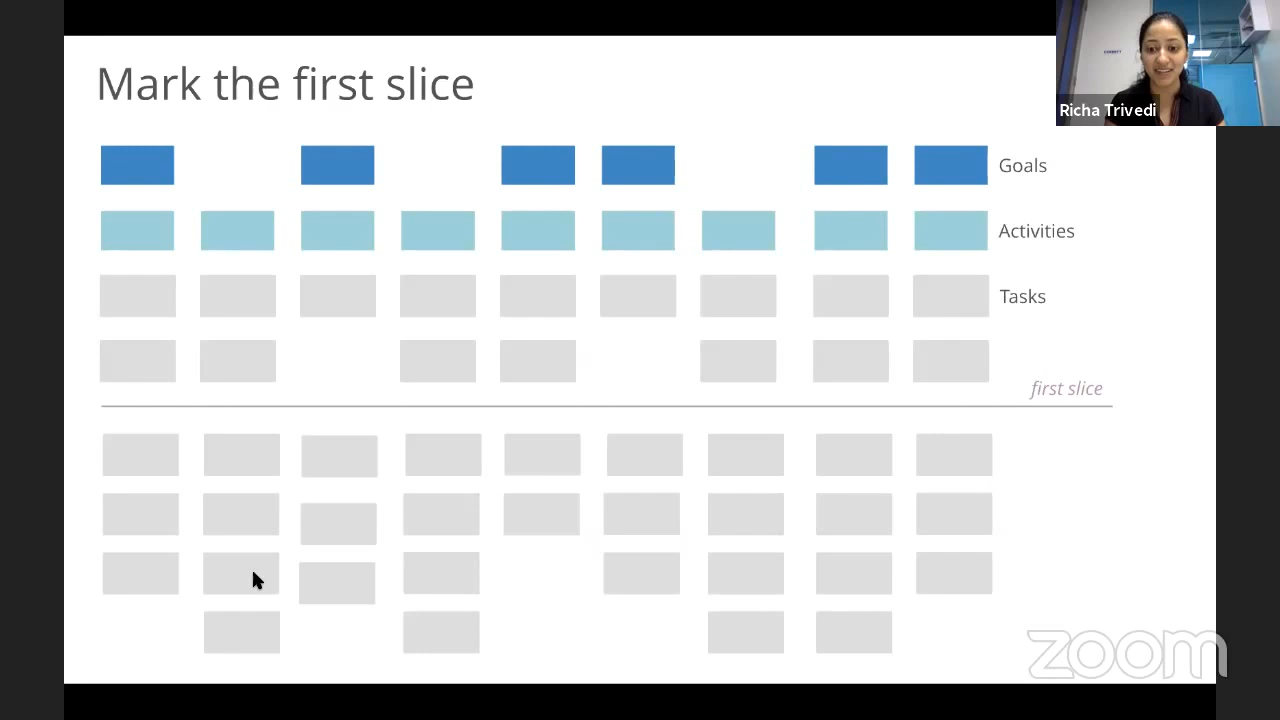 Mark the first slice
Richa Trivedi
Goals
Activities
Tasks
first slice
zoom